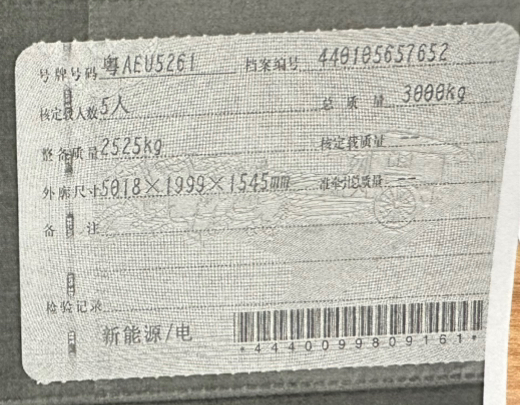 号牌号码 粤AEU5261 档案编号 440105657652
核定载人数 5人 总质量 3000kg
整备质量 2525kg 核定载质量 --
外廓尺寸 5018×1999×1545mm 准牵引总质量 --
备注
检验记录
新能源/电
*4440099809161*